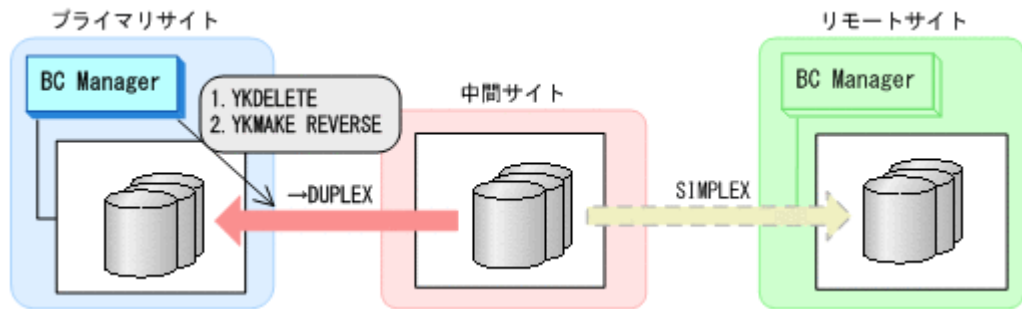 プライマリサイト
リモートサイト
BC Manager
1. YKDELETE
2. YKMAKE REVERSE
中間サイト
BC Manager
→DUPLEX
SIMPLEX